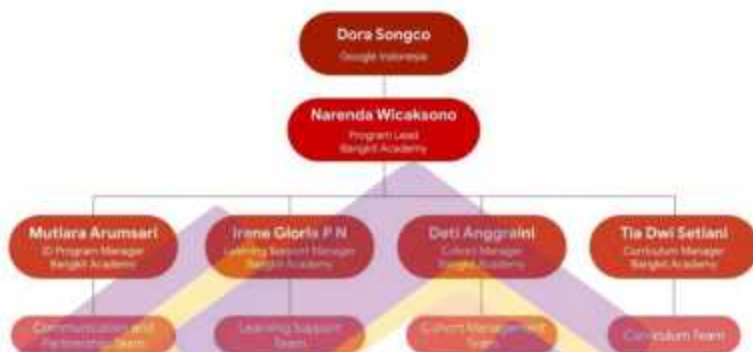 Dora Songco
Google Indonesia
Narenda Wicaksono
Program Lead
Bangkit Academy
Mutiara Arumsari
ID Program Manager
Bangkit Academy
Irene Gloria P N
Learning Support Manager
Bangkit Academy
Deti Anggraini
Cohort Manager
Bangkit Academy
Tia Dwi Setiani
Curriculum Manager
Bangkit Academy
Communication and
Partnership Team
Learning Support
Team
Cohort Management
Team
Curriculum Team